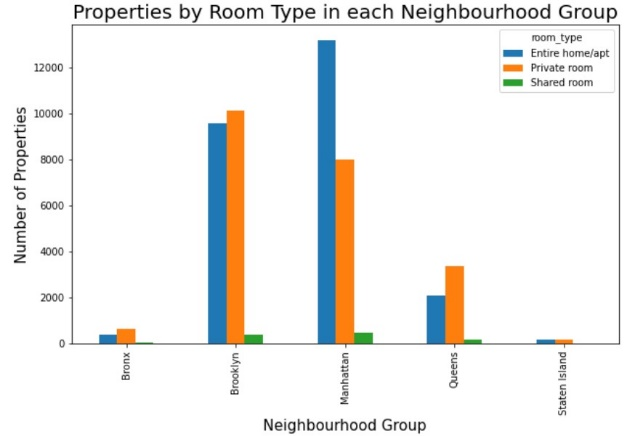 Properties by Room Type in each Neighbourhood Group
room_type
Entire home/apt
Private room
Shared room
12000
10000
8000
6000
4000
2000
0
Number of Properties
Bronx
Brooklyn
Manhattan
Queens
Staten Island
Neighbourhood Group